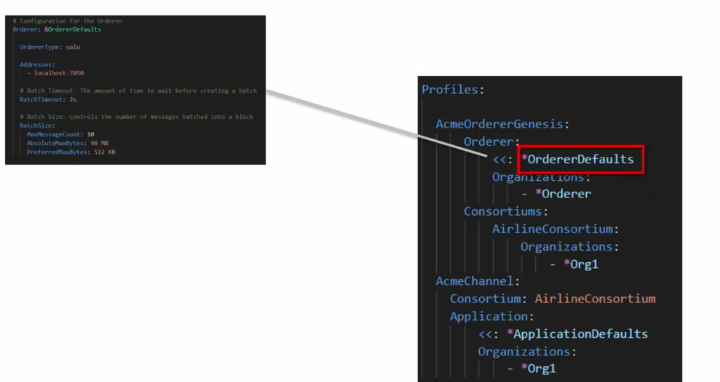 # Configuration for the Orderer
Orderer: &OrdererDefaults
OrdererType: solo
Addresses:
- localhost:7050
# Batch Timeout: The amount of time to wait before creating a batch
BatchTimeout: 2s
# Batch Size: Controls the number of messages batched into a block
BatchSize:
MaxMessageCount: 10
AbsoluteMaxBytes: 98 MB
PreferredMaxBytes: 512 KB
Profiles:
AcmeOrdererGenesis:
Orderer:
<<: *OrdererDefaults
Organizations:
- *Orderer
Consortiums:
AirlineConsortium:
Organizations:
- *Org1
AcmeChannel:
Consortium: AirlineConsortium
Application:
<<: *ApplicationDefaults
Organizations:
- *Org1